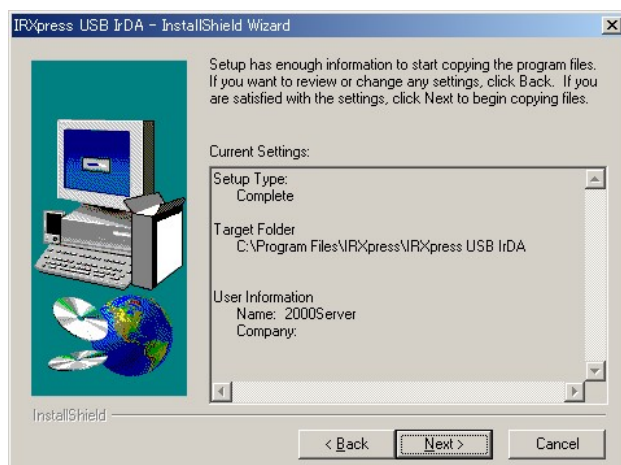 IRXpress USB IrDA - InstallShield Wizard
Setup has enough information to start copying the program files.
If you want to review or change any settings, click Back. If you
are satisfied with the settings, click Next to begin copying files.
Current Settings:
Setup Type:
Complete
Target Folder
C:\Program Files\IRXpress\IRXpress USB IrDA
User Information
Name: 2000Server
Company:
InstallShield
< Back
Next >
Cancel